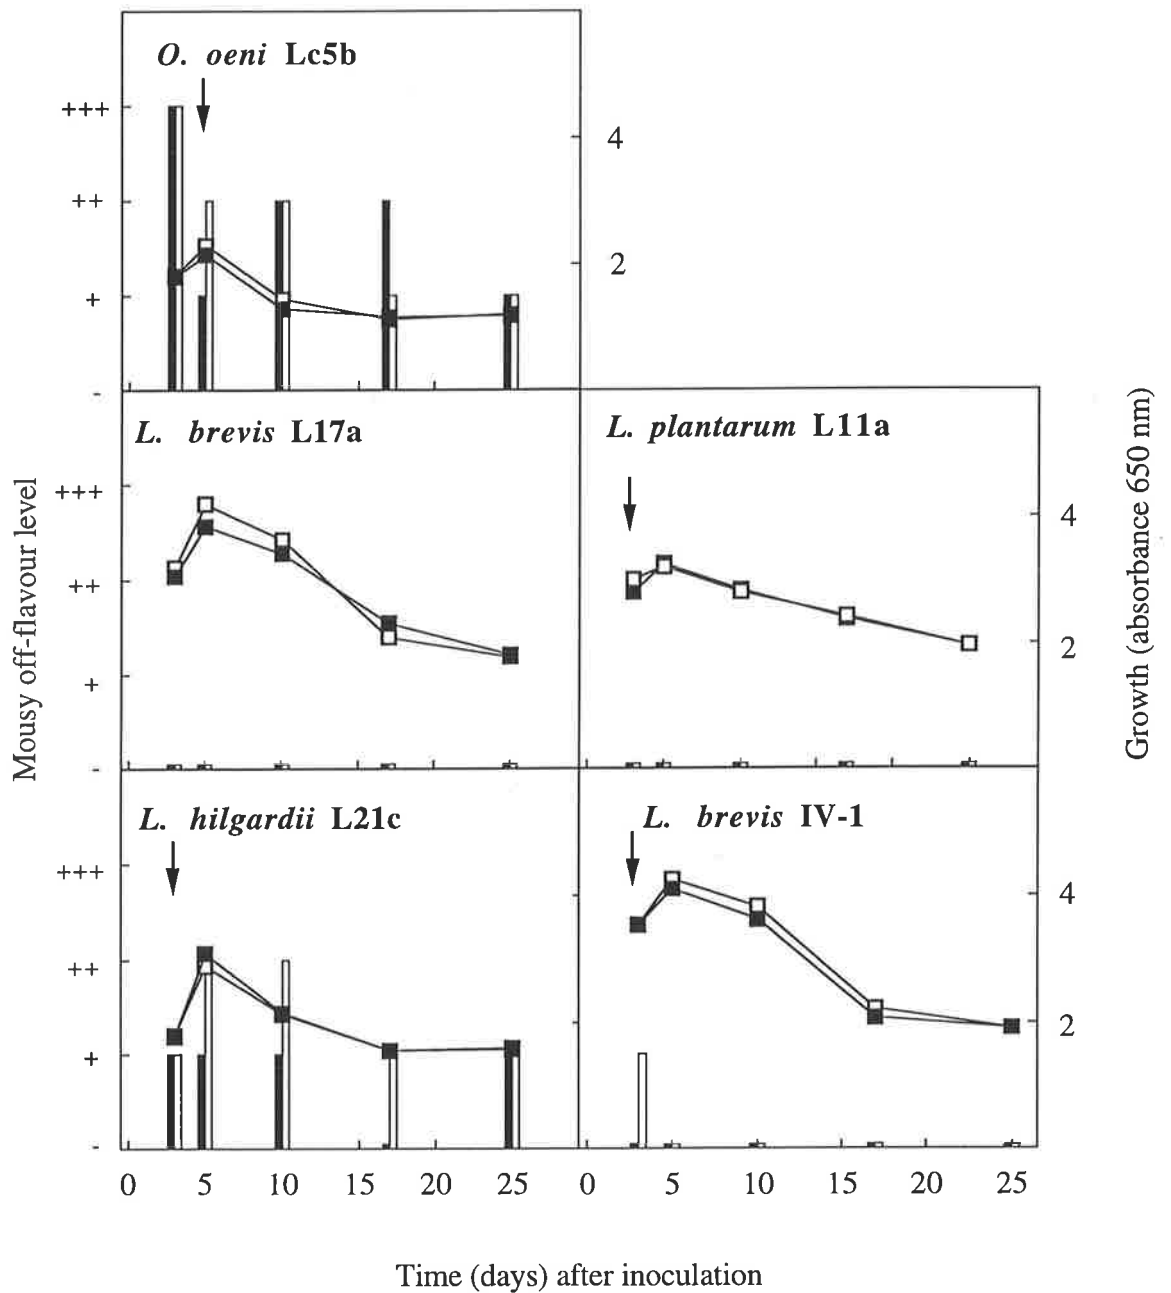 O. oeni Lc5b
+++
++
+
-
4
2
L. brevis L17a
L. plantarum L11a
+++
++
+
-
4
2
Mousy off-flavour level
Growth (absorbance 650 nm)
L. hilgardii L21c
L. brevis IV-1
+++
++
+
-
4
2
0 5 10 15 20 25 0 5 10 15 20 25
Time (days) after inoculation